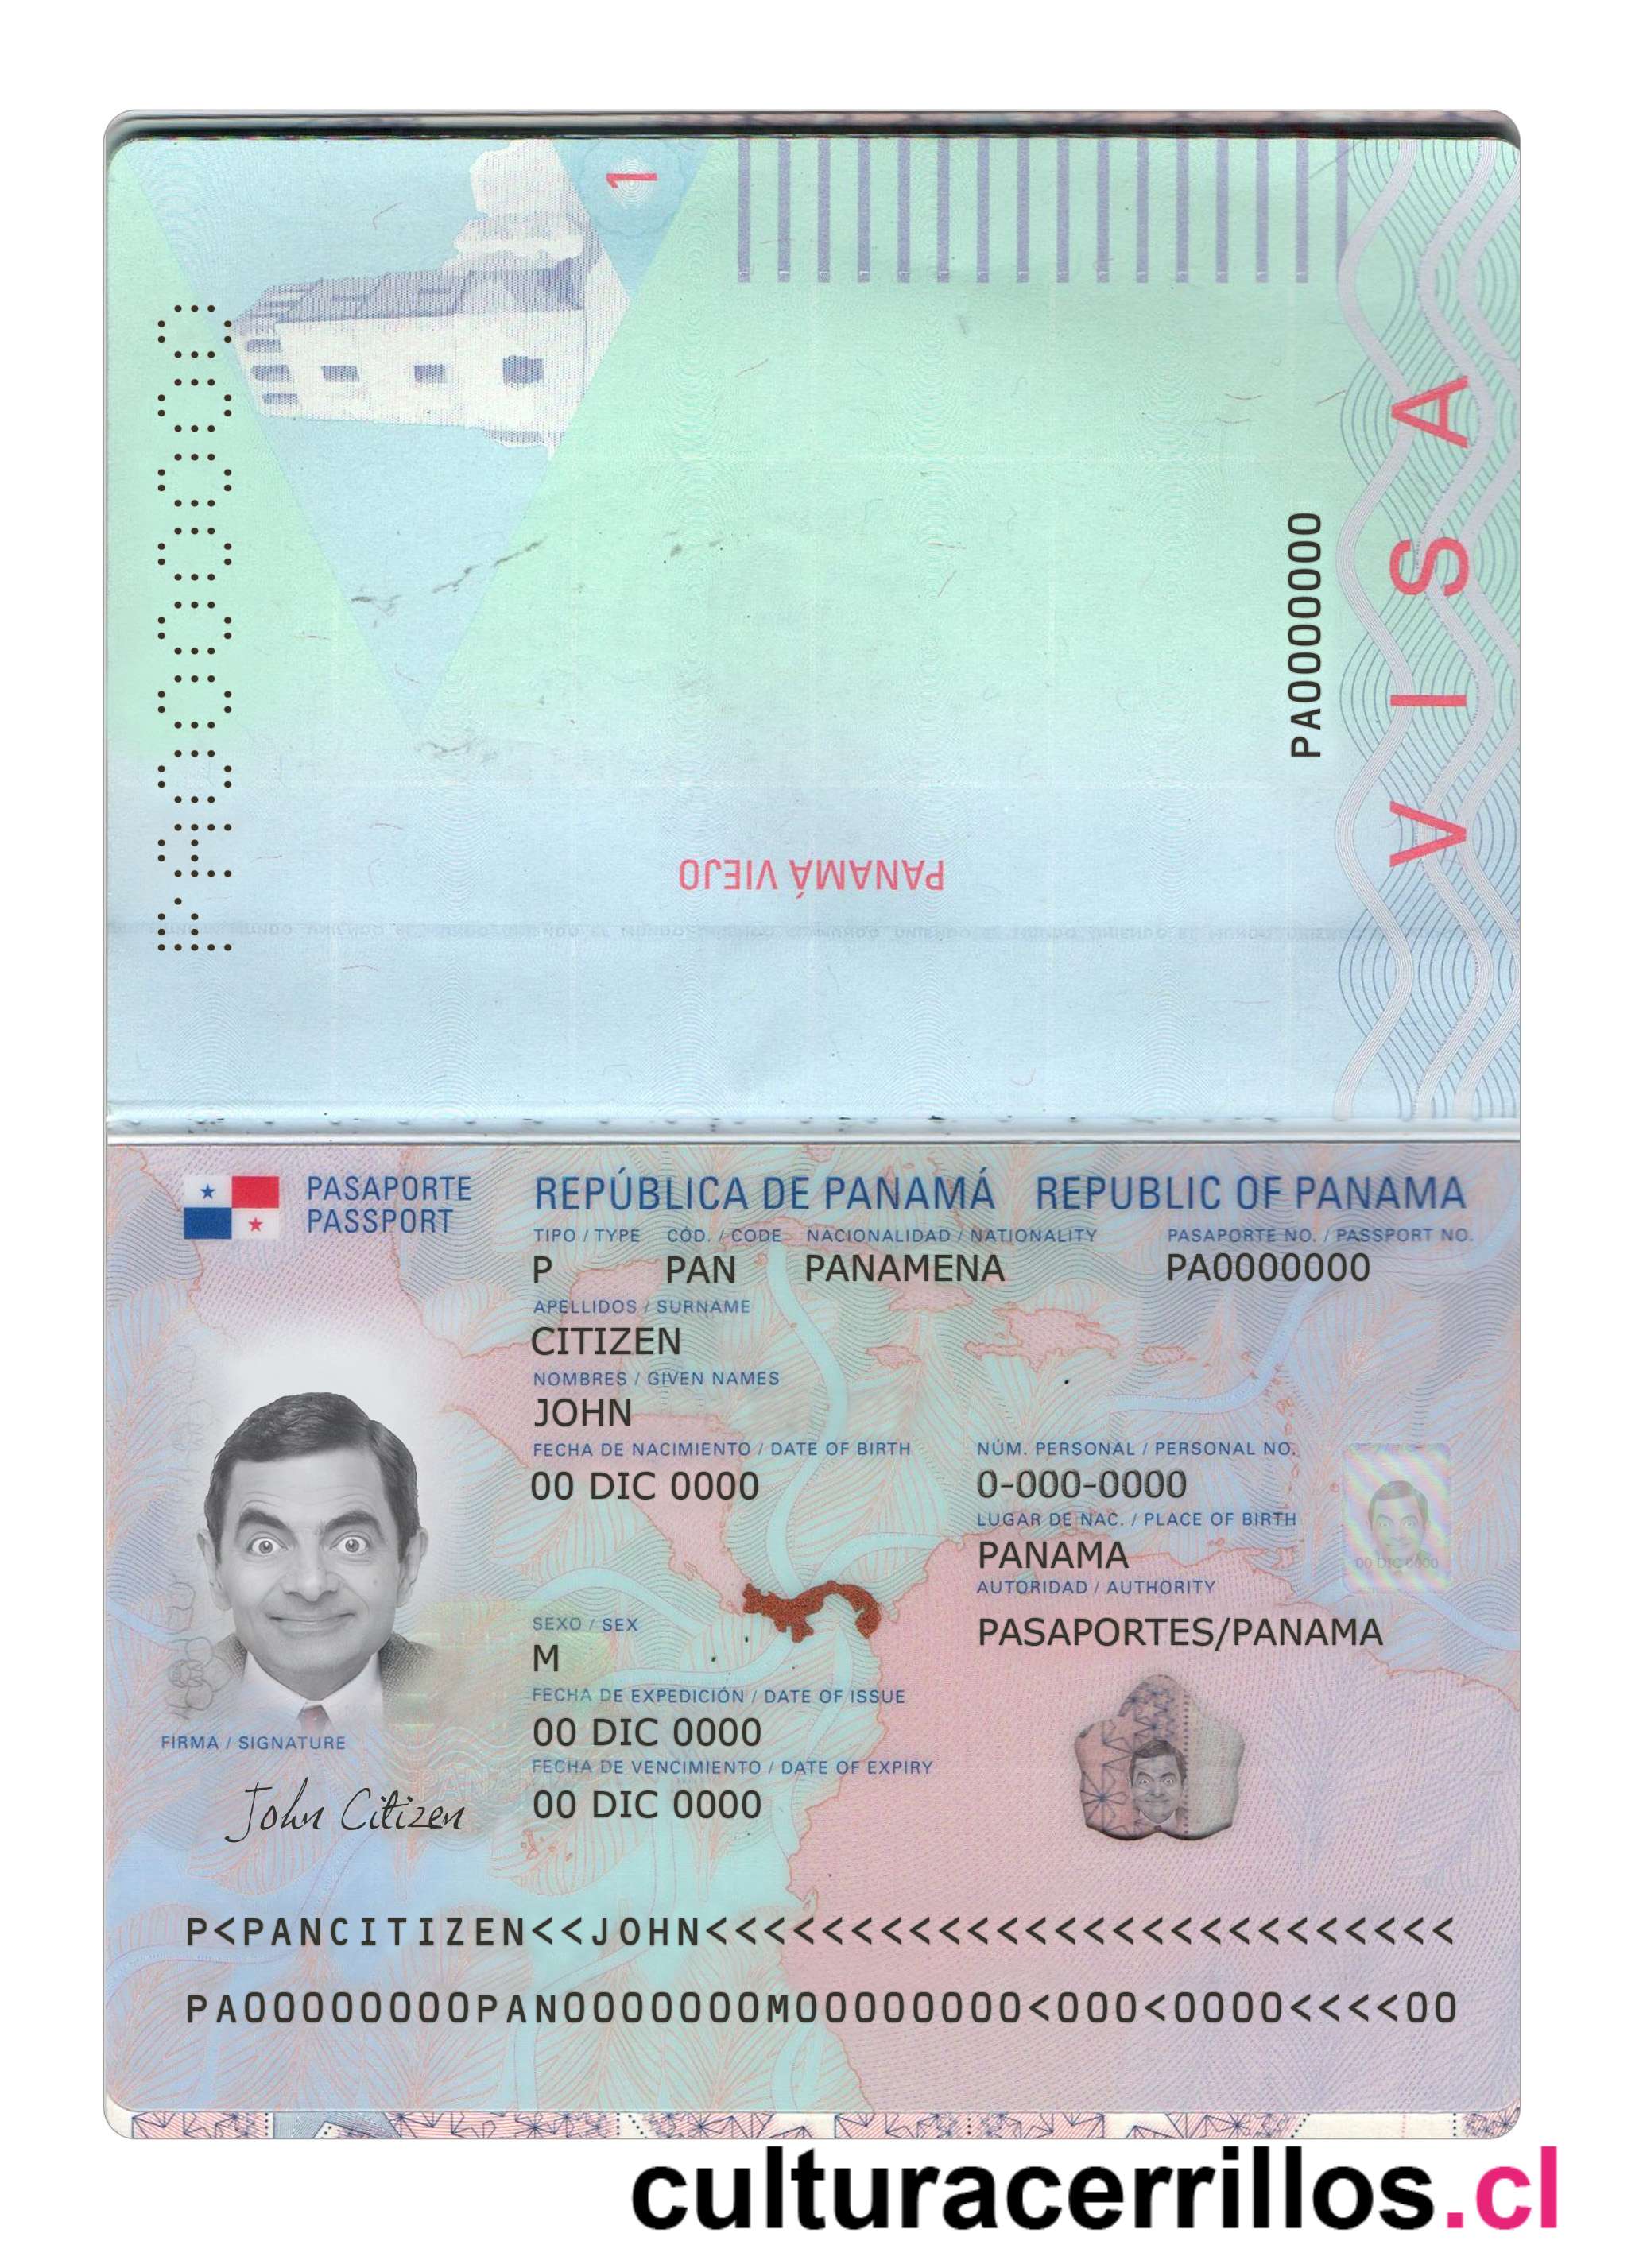 1
VISA
PA0000000
PA0000000
PANAMÁ VIEJO
PASAPORTE
PASSPORT
REPÚBLICA DE PANAMÁ REPUBLIC OF PANAMA
TIPO / TYPE CÓD. / CODE NACIONALIDAD / NATIONALITY PASAPORTE NO. / PASSPORT NO.
P PAN PANAMENA PA0000000
APELLIDOS / SURNAME
CITIZEN
NOMBRES / GIVEN NAMES
JOHN
FECHA DE NACIMIENTO / DATE OF BIRTH NÚM. PERSONAL / PERSONAL NO.
00 DIC 0000 0-000-0000
LUGAR DE NAC. / PLACE OF BIRTH
PANAMA
00 DIC 0000
AUTORIDAD / AUTHORITY
SEXO / SEX PASAPORTES/PANAMA
M
FECHA DE EXPEDICIÓN / DATE OF ISSUE
00 DIC 0000
FIRMA / SIGNATURE
FECHA DE VENCIMIENTO / DATE OF EXPIRY
John Citizen 00 DIC 0000
P<PANCITIZEN<<JOHN<<<<<<<<<<<<<<<<<<<<<<<<<<
PA00000000PAN0000000M00000000<000<0000<<<<00
culturacerrillos.cl